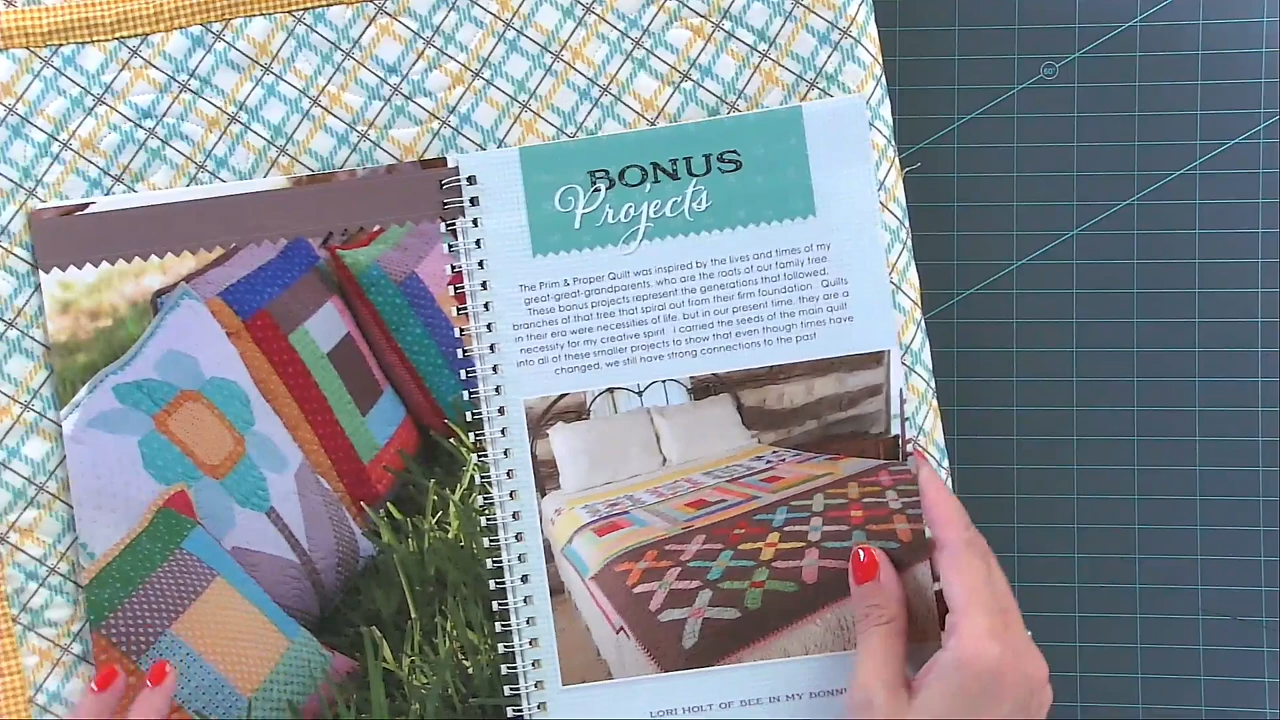 60°
BONUS
Projects
The Prim & Proper Quilt was inspired by the lives and times of my
great-great-grandparents, who are the roots of our family tree.
These bonus projects represent the generations that followed,
branches of that tree that spiral out from their firm foundation. Quilts
in their era were necessities of life, but in our present time, they are a
necessity for my creative spirit. I carried the seeds of the main quilt
into all of these smaller projects to show that even though times have
changed, we still have strong connections to the past
LORI HOLT OF BEE IN MY BONN